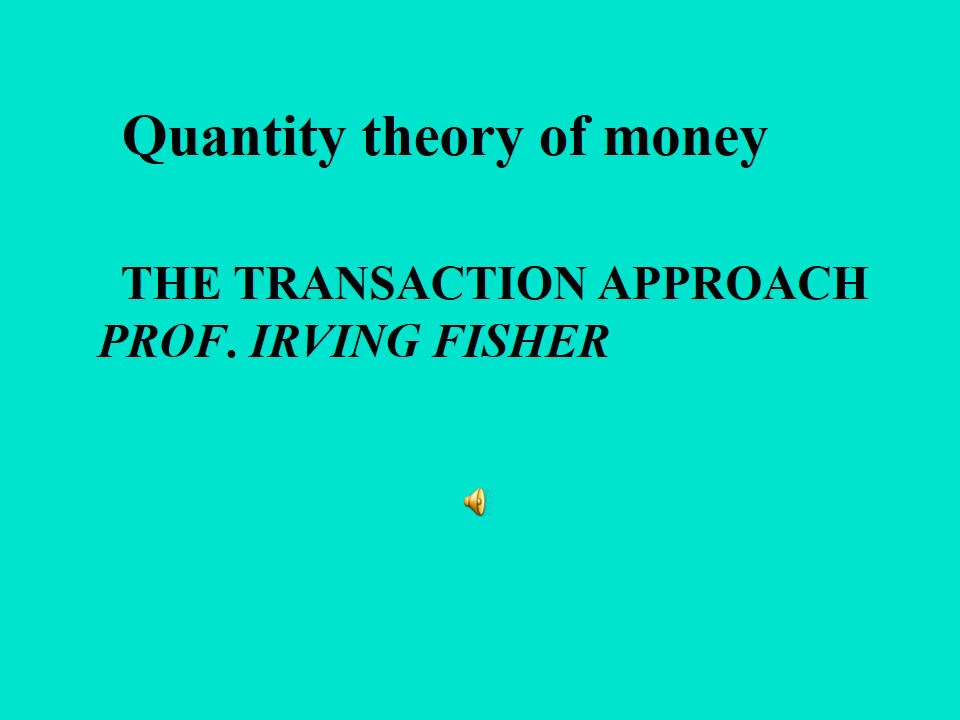 Quantity theory of money
THE TRANSACTION APPROACH
PROF. IRVING FISHER